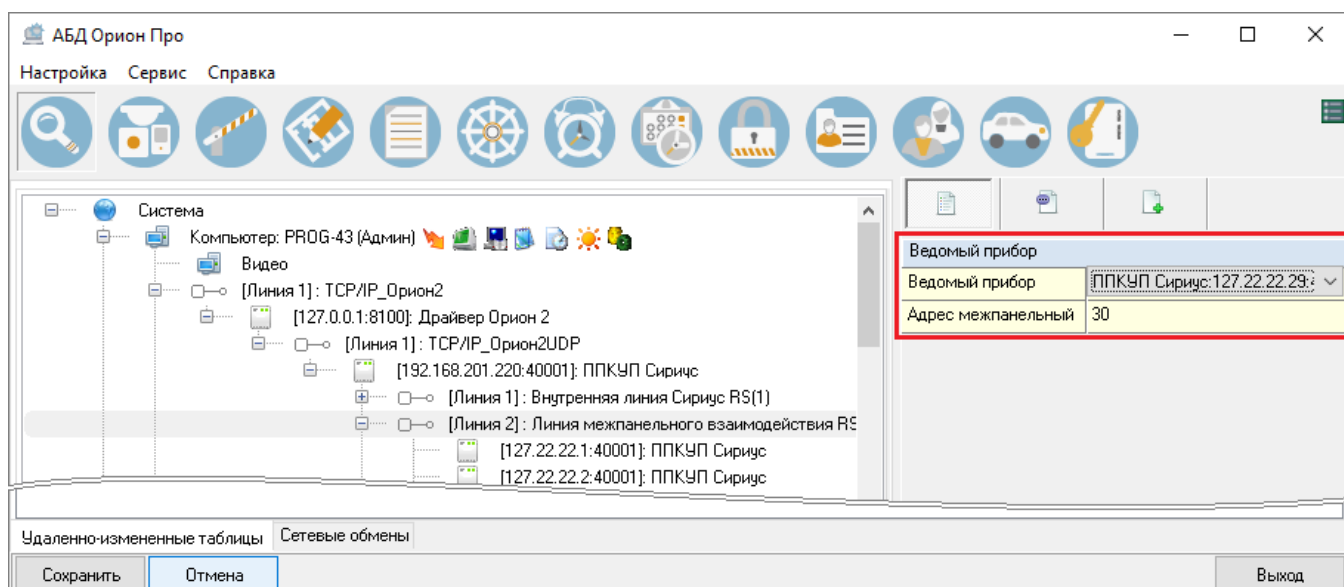 АБД Орион Про
Настройка Сервис Справка
Система
Компьютер: PROG-43 (Админ)
Видео
[Линия 1] : TCP/IP_Орион2
[127.0.0.1:8100]: Драйвер Орион 2
[Линия 1] : TCP/IP_Орион2UDP
[192.168.201.220:40001]: ППКУП Сириус
[Линия 1] : Внутренняя линия Сириус RS(1)
[Линия 2] : Линия межпанельного взаимодействия RS
[127.22.22.1:40001]: ППКУП Сириус
[127.22.22.2:40001]: ППКУП Сириус
Ведомый прибор
Ведомый прибор ППКУП Сириус:127.22.22.29:
Адрес межпанельный 30
Удаленно-измененные таблицы Сетевые обмены
Сохранить Отмена Выход